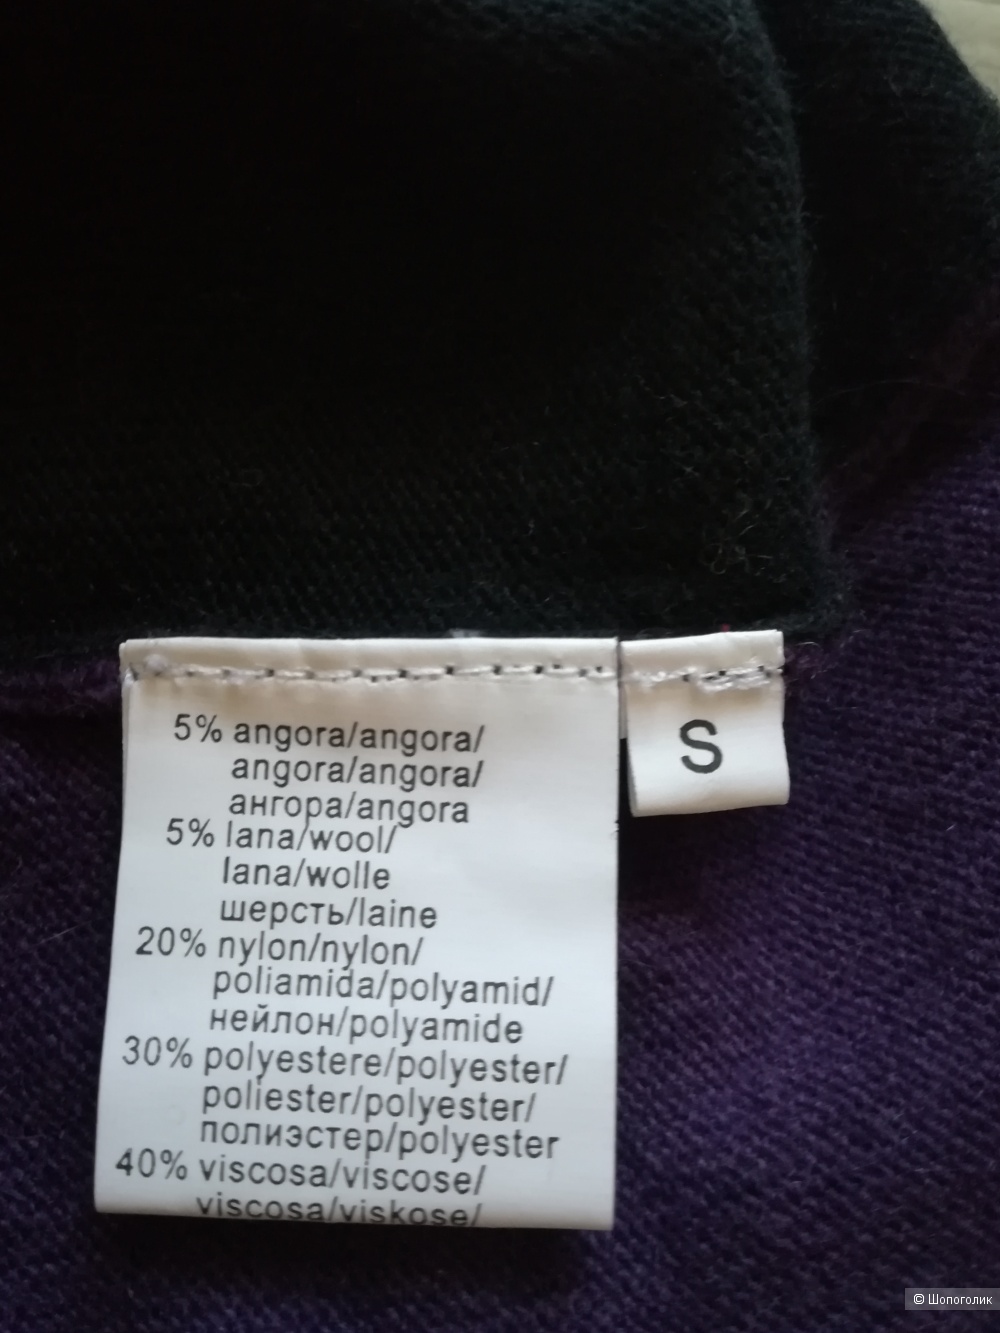 5% angora/angora/
angora/angora/
ангора/angora
5% lana/wool/
lana/wolle
шерсть/laine
20% nylon/nylon/
poliamida/polyamid/
нейлон/polyamide
30% polyestere/polyester/
poliester/polyester/
полиэстер/polyester
40% viscosa/viscose/
viscosa/viskose/
S
© Шопоголик